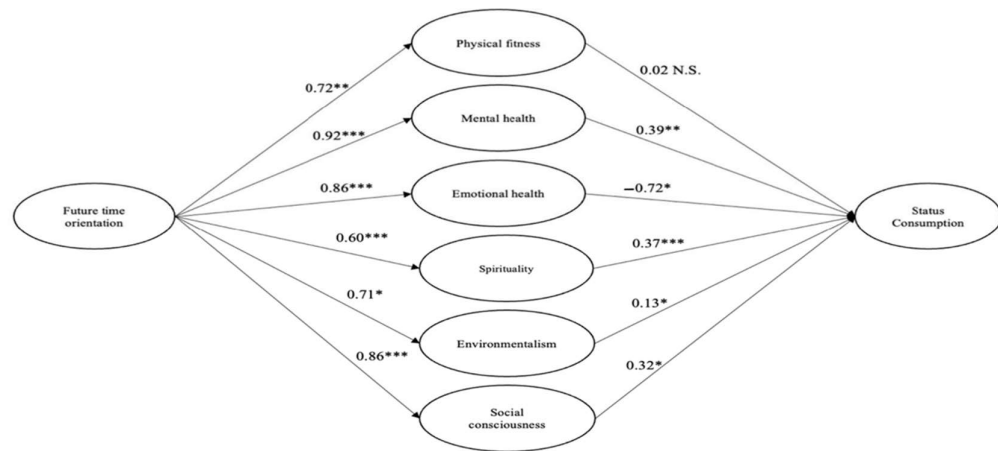 Physical fitness
0.02 N.S.
0.72**
Mental health
0.92***
0.39**
Emotional health
0.86***
−0.72*
Future time
orientation
Status
Consumption
0.60***
Spirituality
0.37***
0.71*
Environmentalism
0.13*
0.86***
0.32*
Social
consciousness